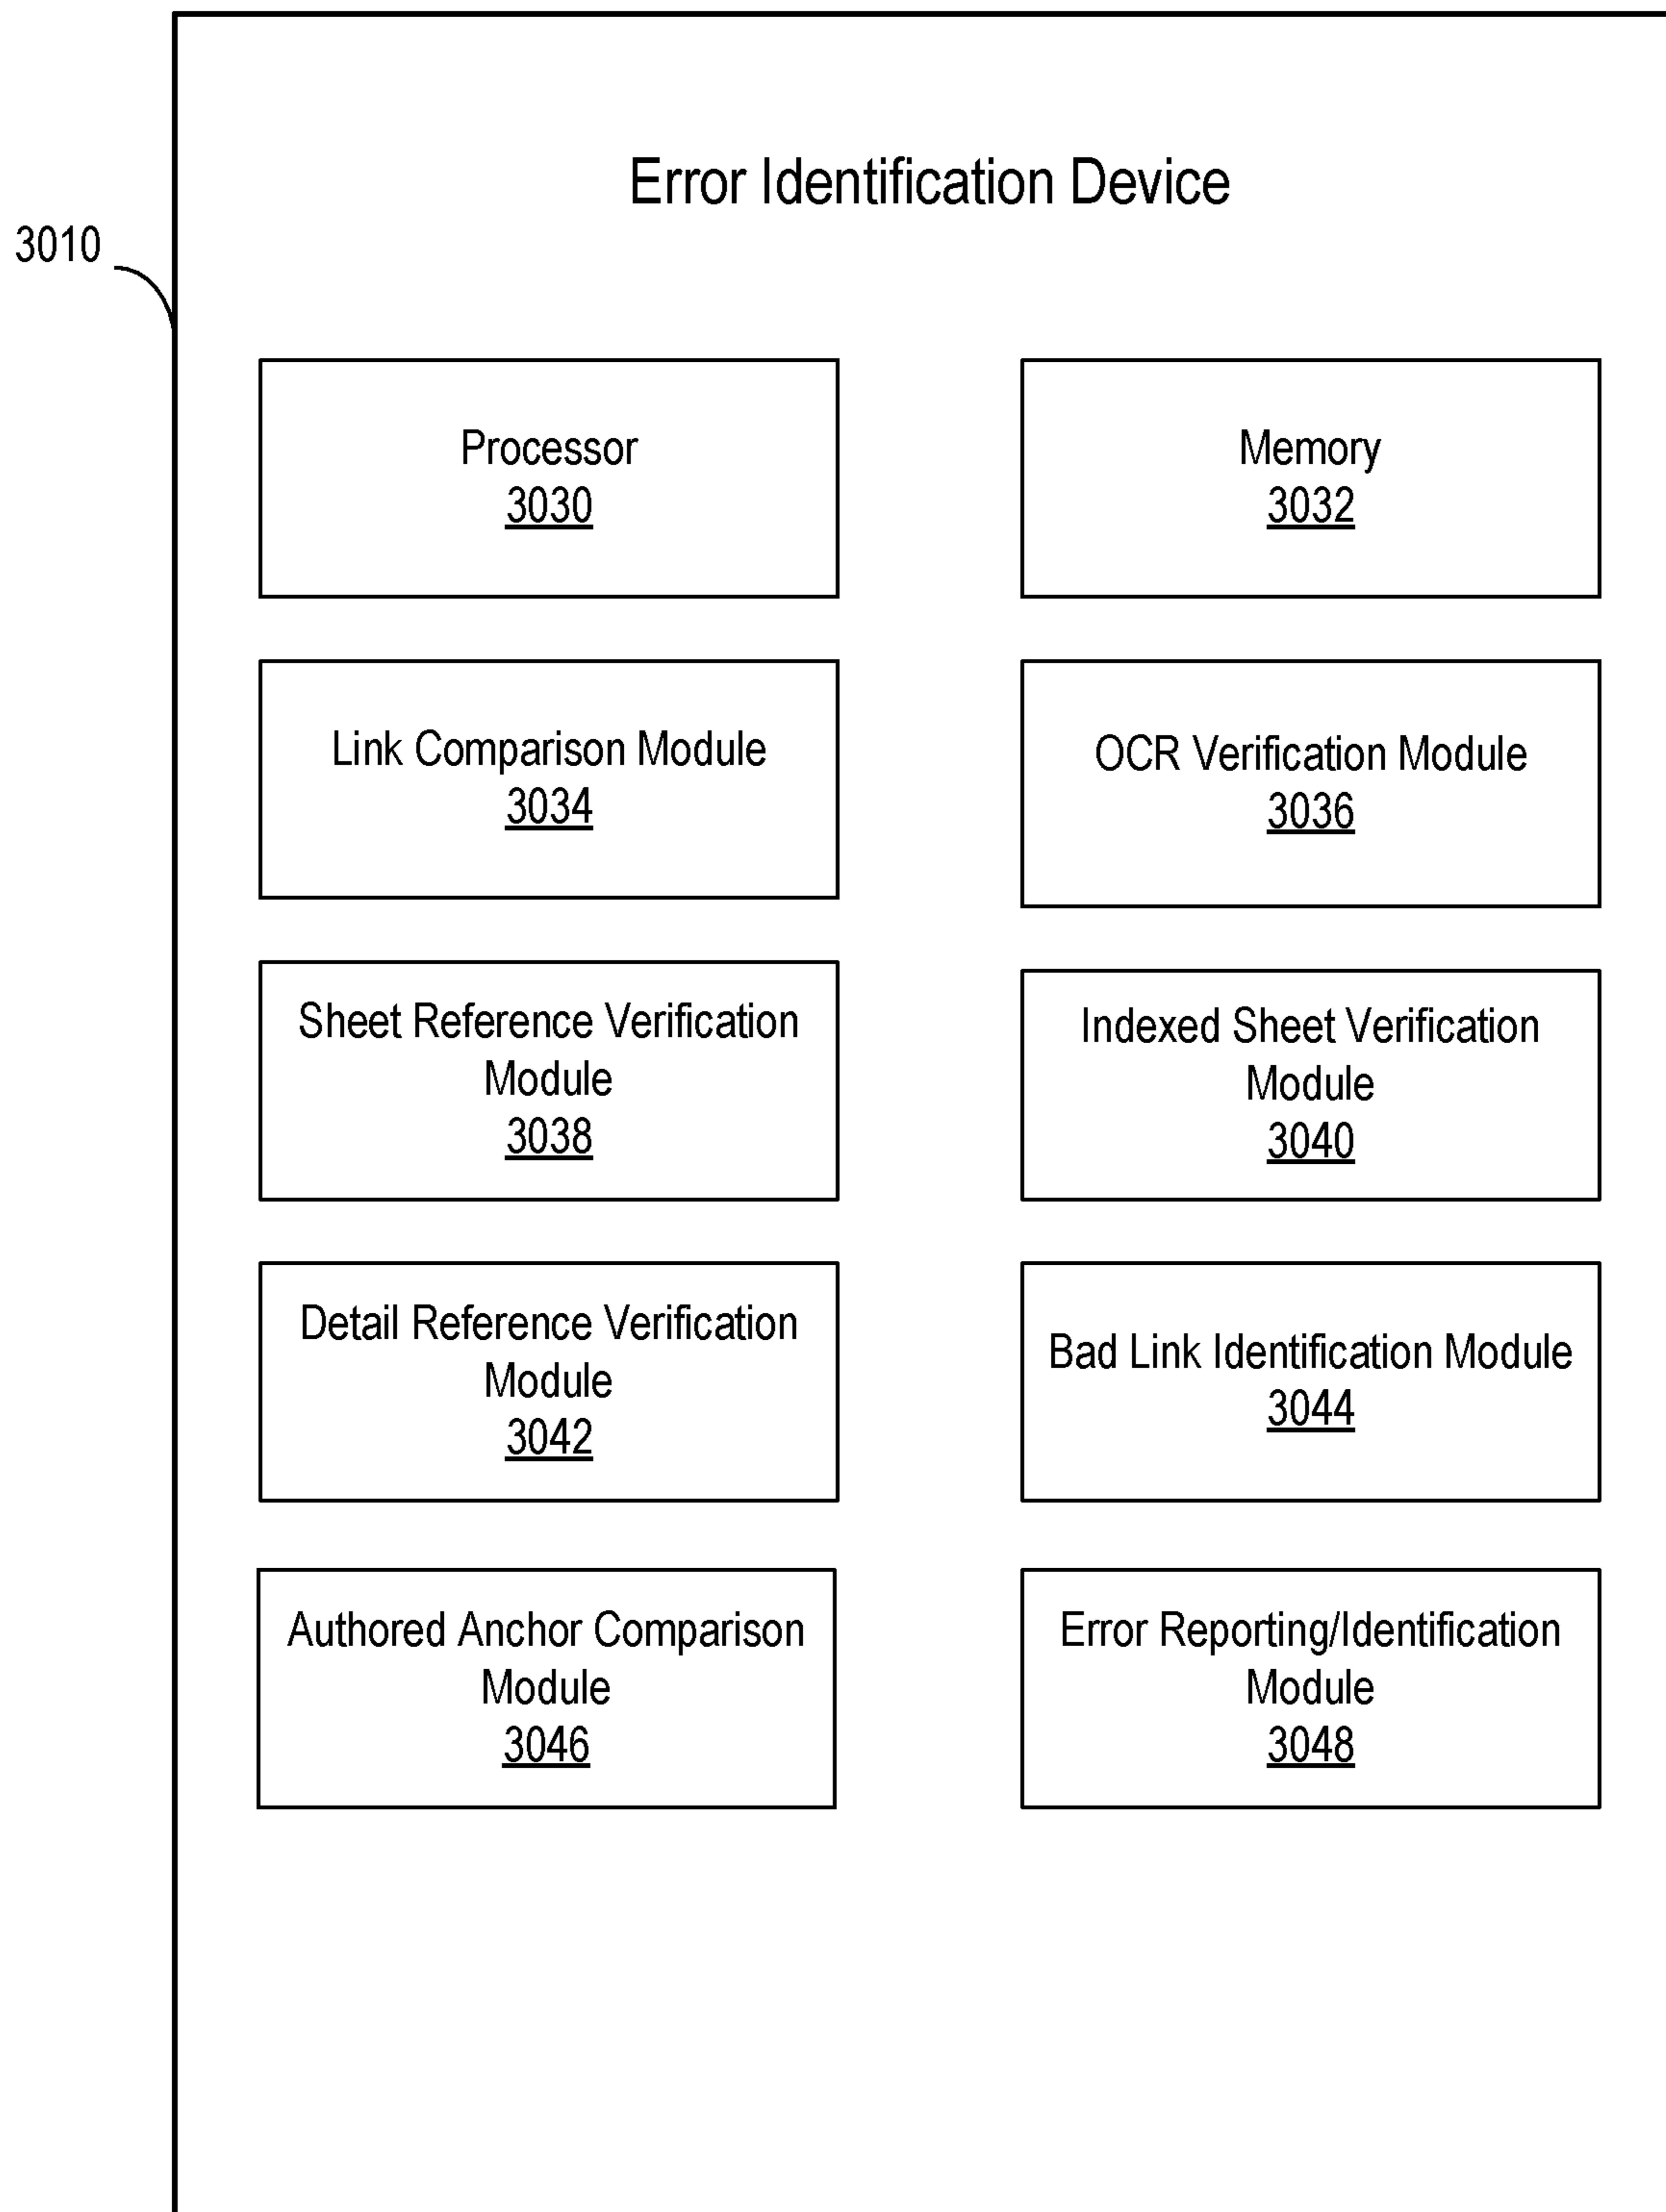 Error Identification Device
3010
Processor
3030
Memory
3032
Link Comparison Module
3034
OCR Verification Module
3036
Sheet Reference Verification
Module
3038
Indexed Sheet Verification
Module
3040
Detail Reference Verification
Module
3042
Bad Link Identification Module
3044
Authored Anchor Comparison
Module
3046
Error Reporting/Identification
Module
3048